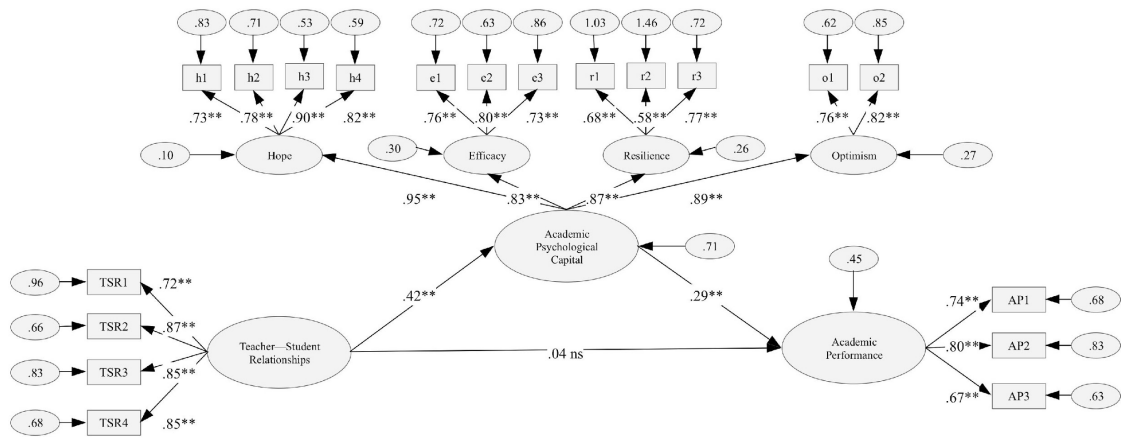 .83 .71 .53 .59 .72 .63 .86 1.03 1.46 .72 .62 .85
h1 h2 h3 h4 e1 e2 e3 r1 r2 r3 o1 o2
.73** .78** .90** .82** .76** .80** .73** .68** .58** .77** .76** .82**
.10 Hope .30 Efficacy Resilience .26 Optimism .27
.95** .83** .87** .89**
Academic
Psychological
Capital
.71
.45
.96 TSR1 .72**
.42** .29**
.74** AP1 .68
.66 TSR2 .87**
Teacher—Student
Relationships
.04 ns
Academic
Performance
.80** AP2 .83
.83 TSR3 .85**
.67** AP3 .63
.68 TSR4 .85**